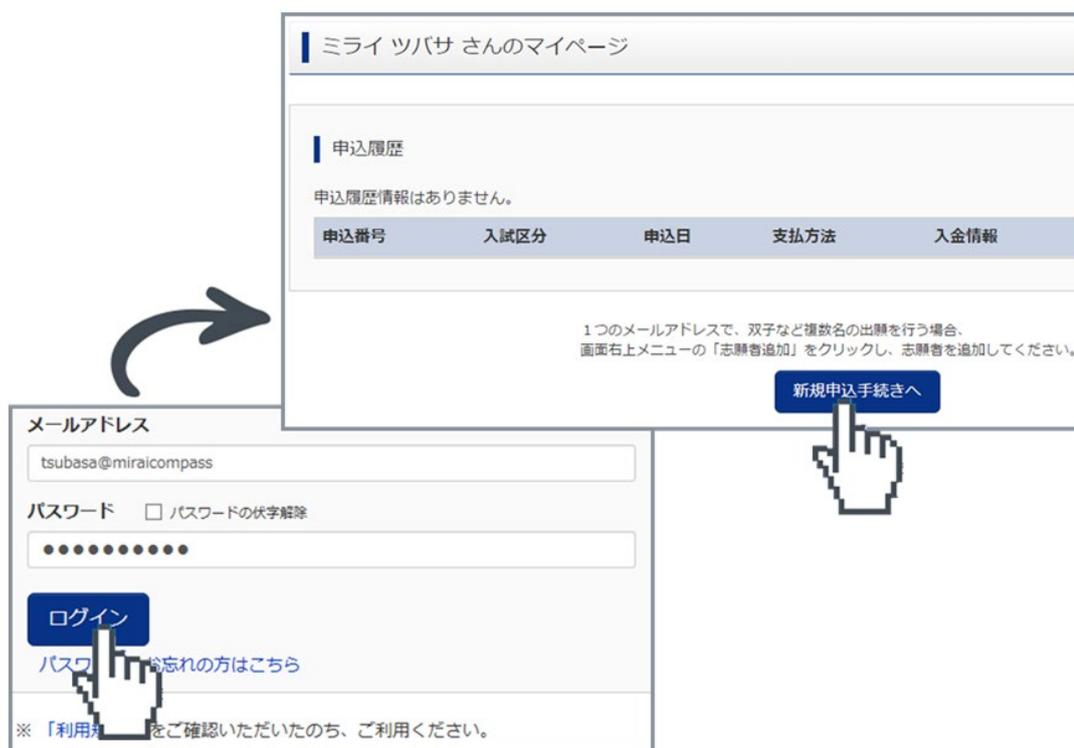 ミライ ツバサ さんのマイページ
申込履歴
申込履歴情報はありません。
申込番号 入試区分 申込日 支払方法 入金情報
1つのメールアドレスで、双子など複数名の出願を行う場合、
画面右上メニューの「志願者追加」をクリックし、志願者を追加してください。
新規申込手続きへ
メールアドレス
tsubasa@miraicompass
パスワード パスワードの伏字解除
●●●●●●●●●●
ログイン
パスワ お忘れの方はこちら
※ 「利用 をご確認いただいたのち、ご利用ください。